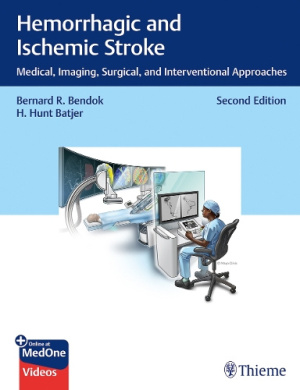 Hemorrhagic and
Ischemic Stroke
Medical, Imaging, Surgical, and Interventional Approaches
Bernard R. Bendok
H. Hunt Batjer
Second Edition
Online at
MedOne
Videos
Thieme